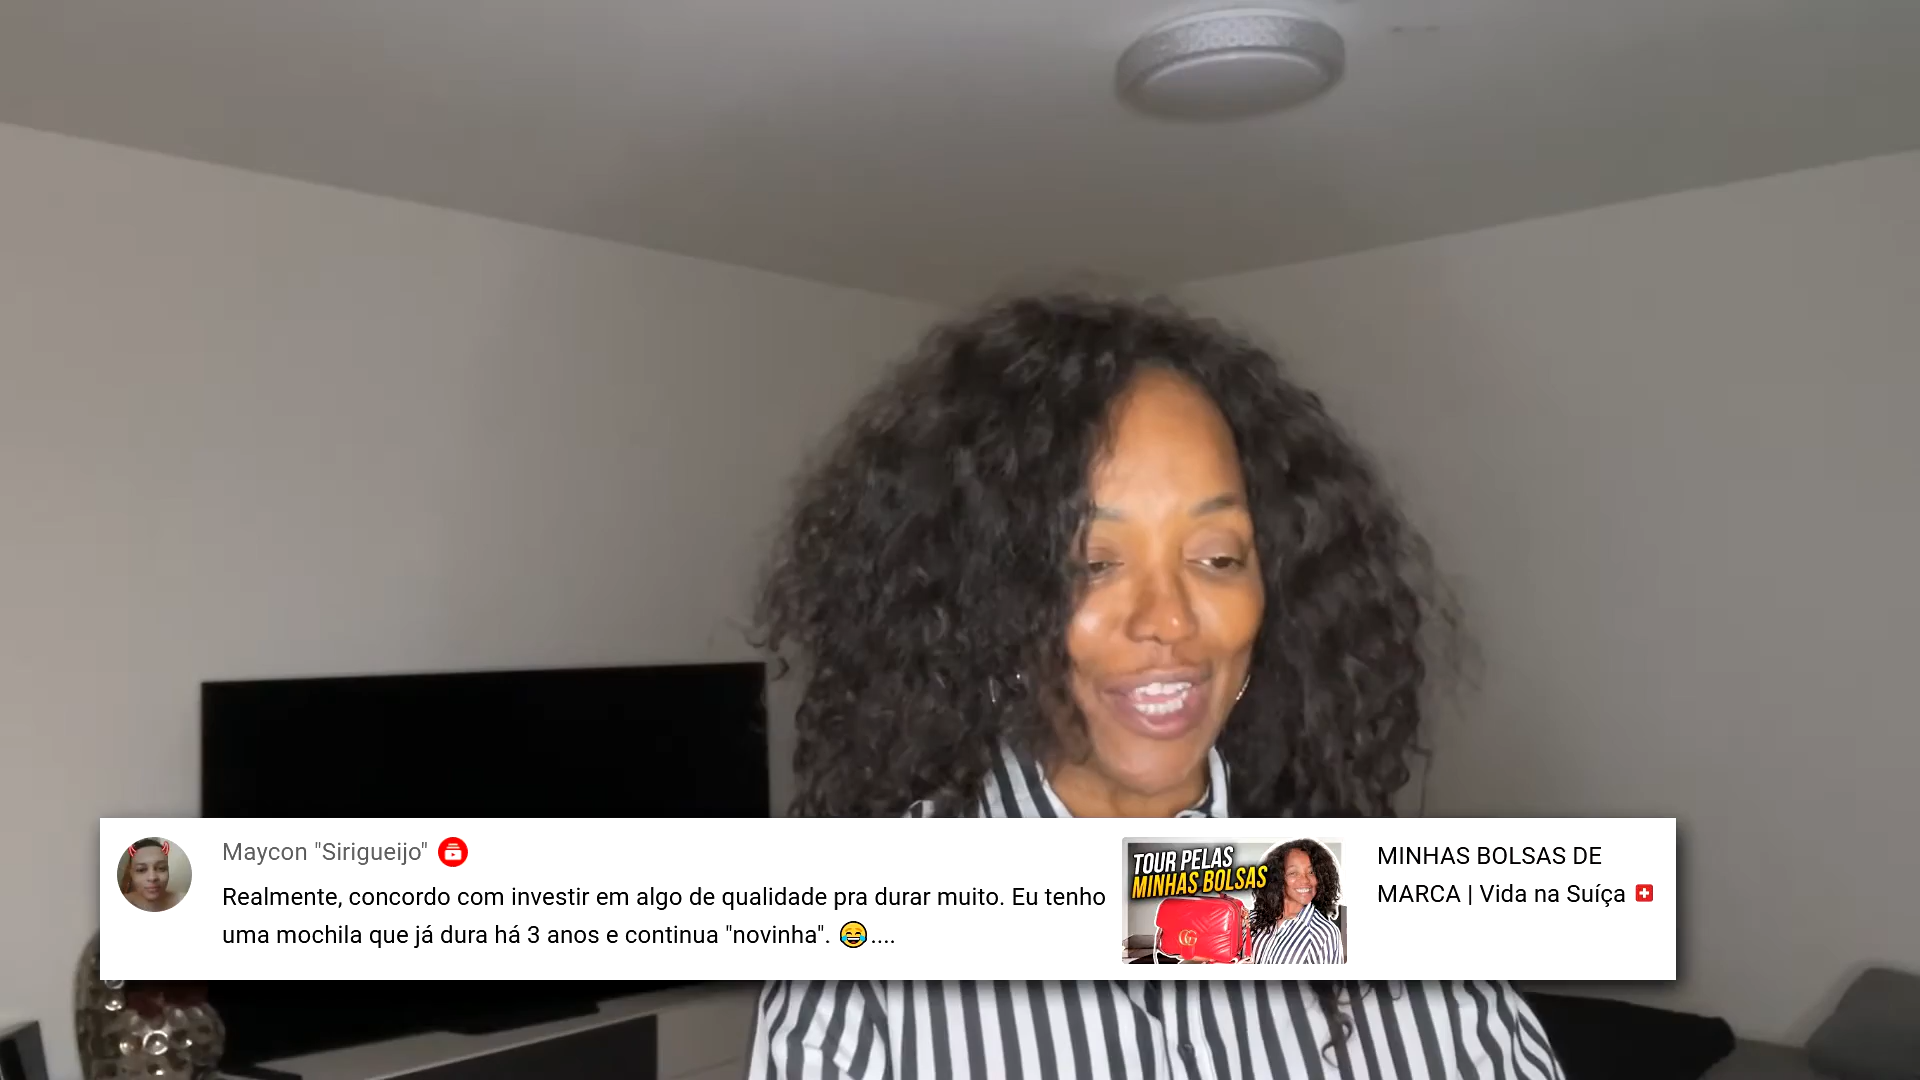 Maycon "Sirigueijo"
Realmente, concordo com investir em algo de qualidade pra durar muito. Eu tenho
uma mochila que já dura há 3 anos e continua "novinha". 😂....
TOUR PELAS
MINHAS BOLSAS
MINHAS BOLSAS DE
MARCA | Vida na Suíça 🇨🇭